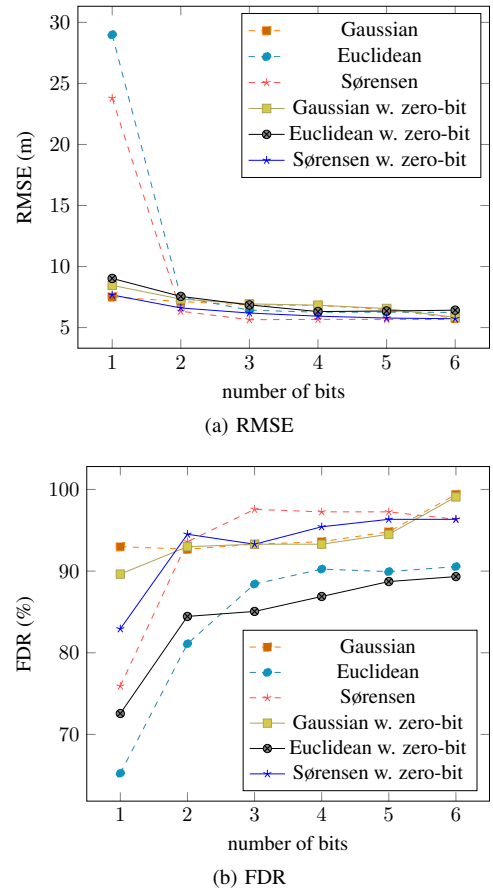 30
25
20
15
10
5
RMSE (m)
Gaussian
Euclidean
Sørensen
Gaussian w. zero-bit
Euclidean w. zero-bit
Sørensen w. zero-bit
1 2 3 4 5 6
number of bits
(a) RMSE
100
90
80
70
FDR (%)
Gaussian
Euclidean
Sørensen
Gaussian w. zero-bit
Euclidean w. zero-bit
Sørensen w. zero-bit
1 2 3 4 5 6
number of bits
(b) FDR